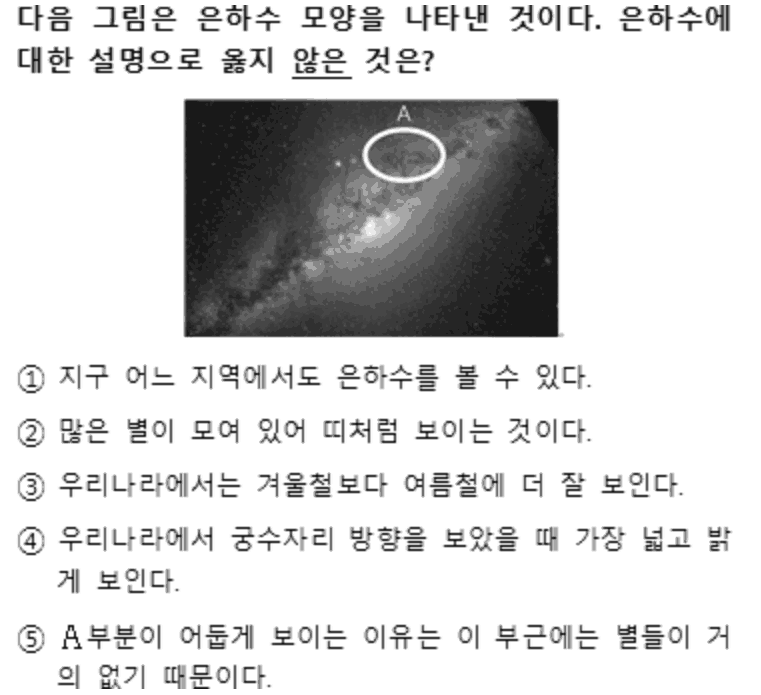 다음 그림은 은하수 모양을 나타낸 것이다. 은하수에
대한 설명으로 옳지 않은 것은?
A
① 지구 어느 지역에서도 은하수를 볼 수 있다.
② 많은 별이 모여 있어 띠처럼 보이는 것이다.
③ 우리나라에서는 겨울철보다 여름철에 더 잘 보인다.
④ 우리나라에서 궁수자리 방향을 보았을 때 가장 넓고 밝
게 보인다.
⑤ A부분이 어둡게 보이는 이유는 이 부근에는 별들이 거
의 없기 때문이다.